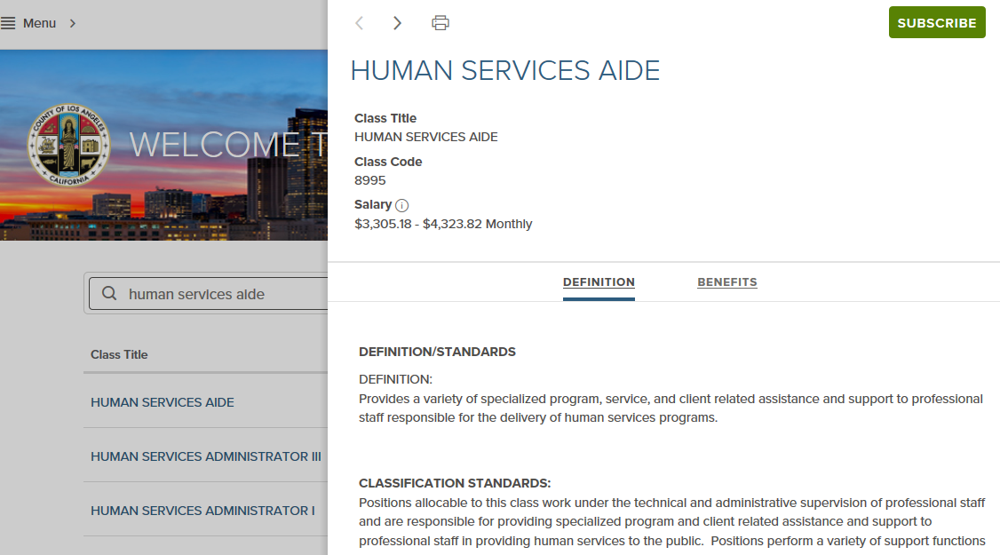 Menu
SUBSCRIBE
COUNTY OF LOS ANGELES
CALIFORNIA
WELCOME T
human services aide
Class Title
HUMAN SERVICES AIDE
HUMAN SERVICES ADMINISTRATOR III
HUMAN SERVICES ADMINISTRATOR I
HUMAN SERVICES AIDE
Class Title
HUMAN SERVICES AIDE
Class Code
8995
Salary
$3,305.18 - $4,323.82 Monthly
DEFINITION
BENEFITS
DEFINITION/STANDARDS
DEFINITION:
Provides a variety of specialized program, service, and client related assistance and support to professional
staff responsible for the delivery of human services programs.
CLASSIFICATION STANDARDS:
Positions allocable to this class work under the technical and administrative supervision of professional staff
and are responsible for providing specialized program and client related assistance and support to
professional staff in providing human services to the public.  Positions perform a variety of support functions